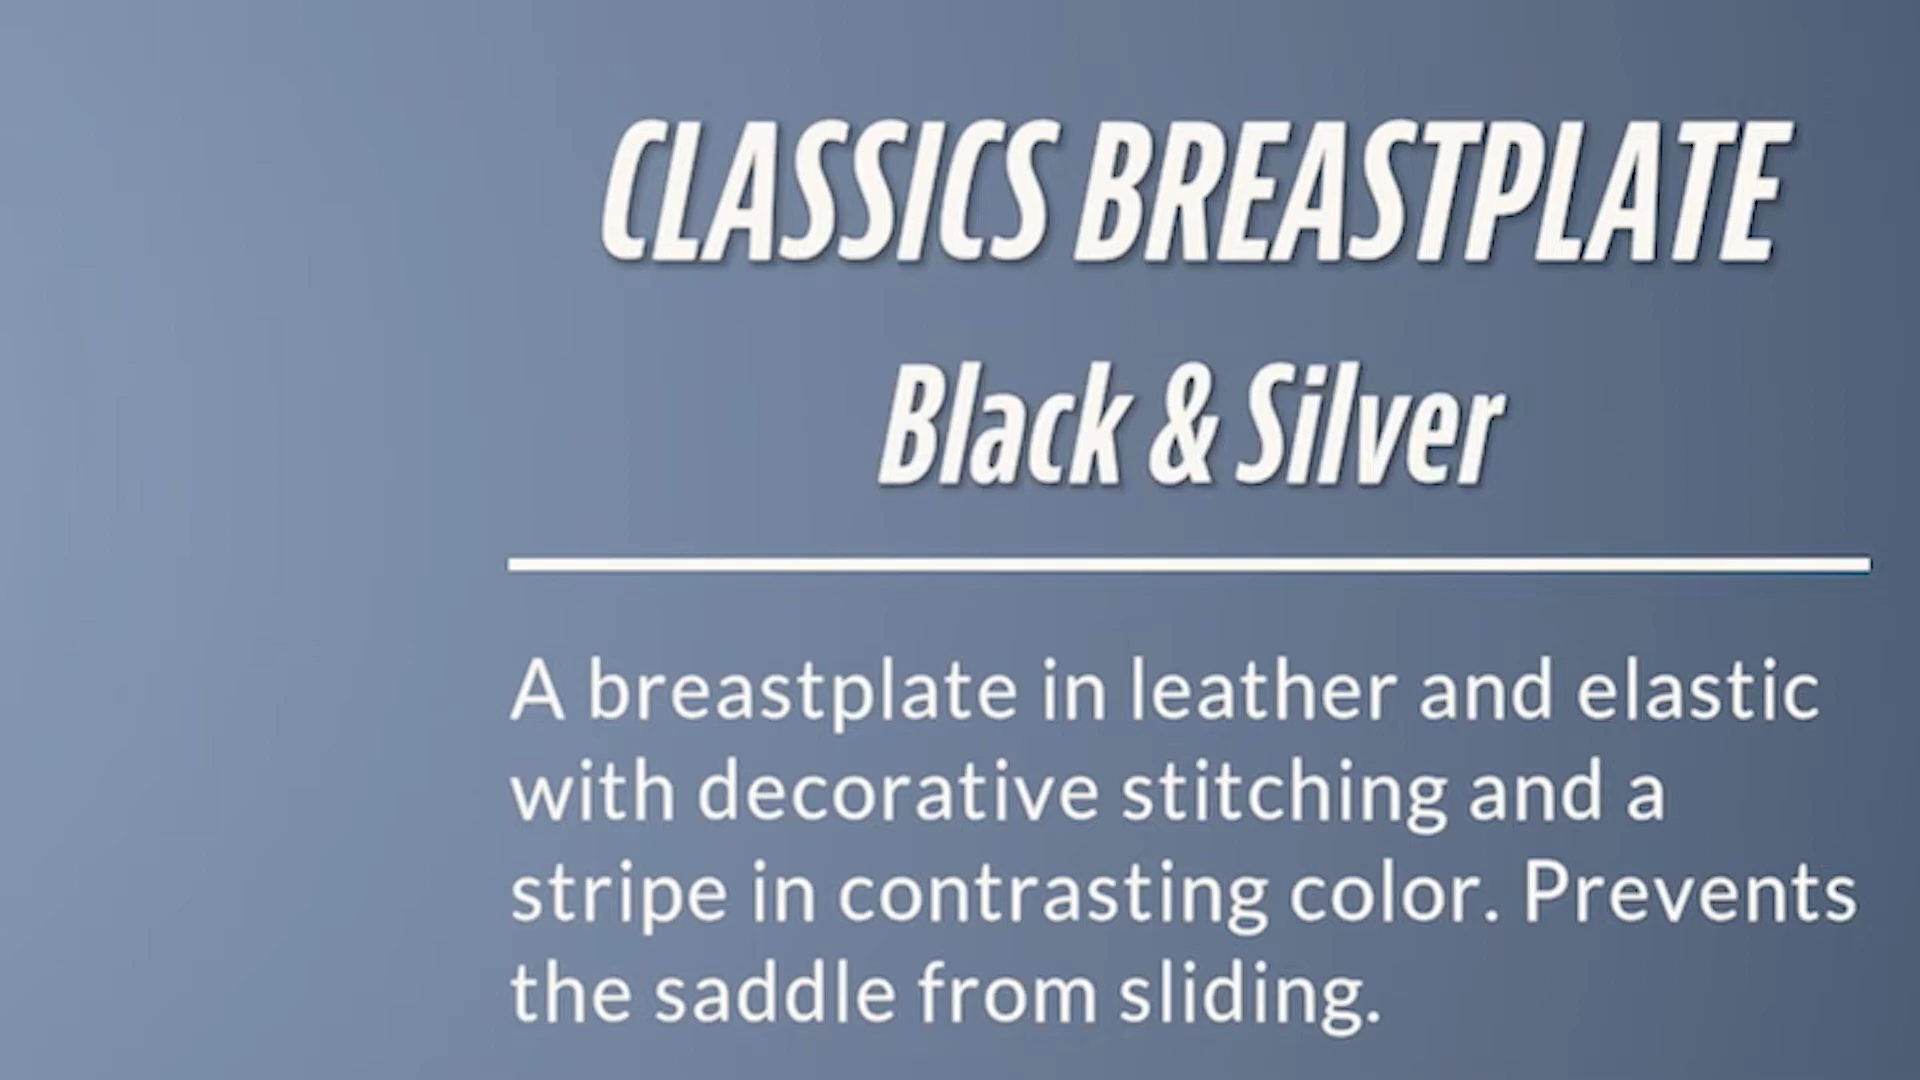 CLASSICS BREASTPLATE
Black & Silver
A breastplate in leather and elastic
with decorative stitching and a
stripe in contrasting color. Prevents
the saddle from sliding.